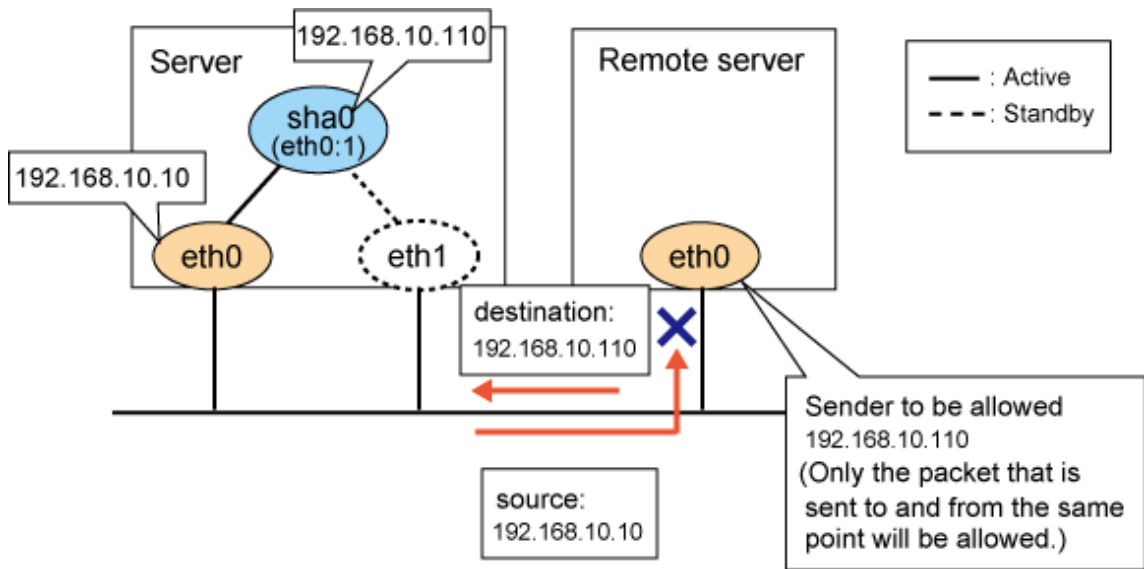 192.168.10.110
Server
Remote server
: Active
: Standby
sha0
(eth0:1)
192.168.10.10
eth0
eth1
eth0
destination:
192.168.10.110
Sender to be allowed
192.168.10.110
(Only the packet that is
sent to and from the same
point will be allowed.)
source:
192.168.10.10